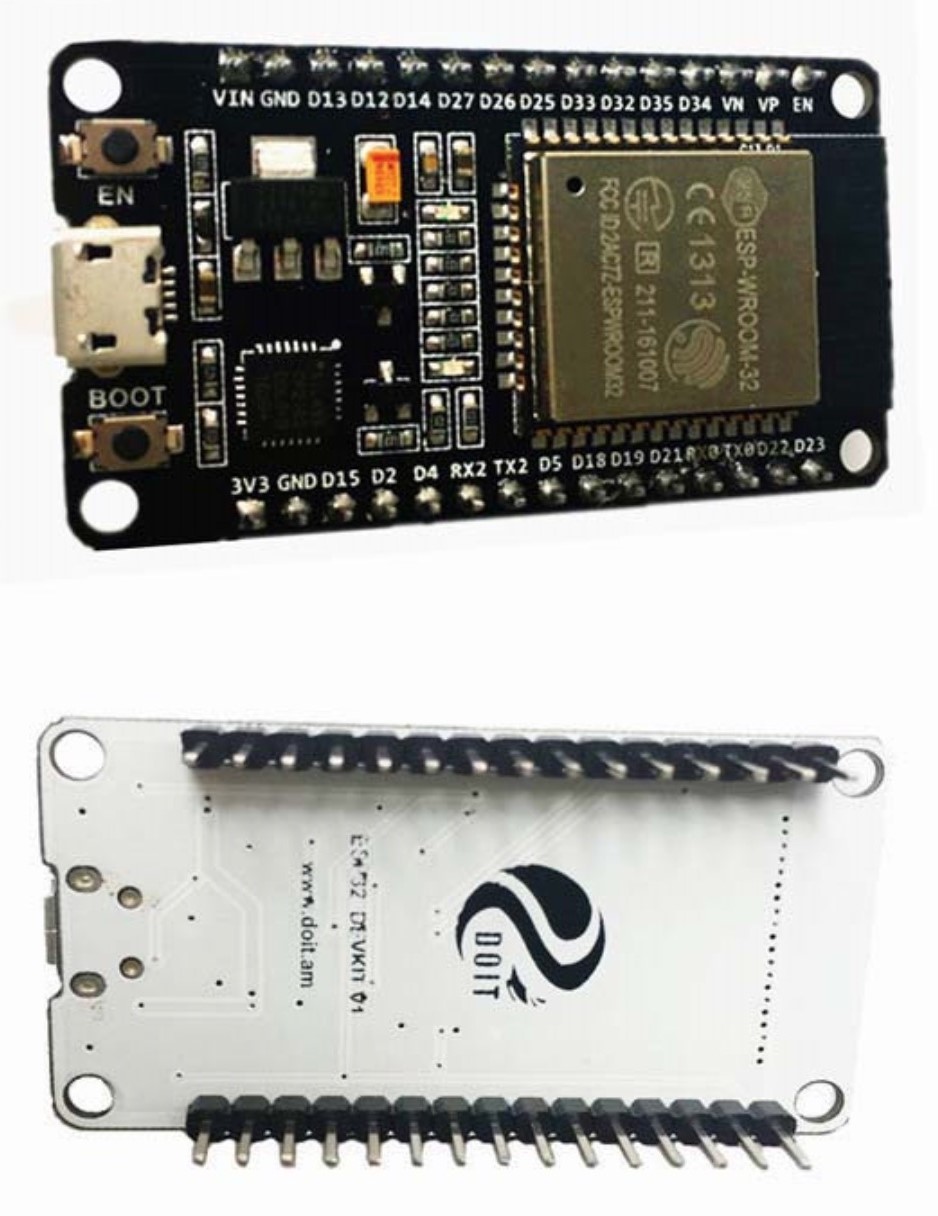 VIN GND D13 D12 D14 D27 D26 D25 D33 D32 D35 D34 VN VP EN
EN
BOOT
WiFi ESP-WROOM-32
CE1313
R 211-161007
FCC ID:2AC7Z-ESPWROOM32
3V3 GND D15 D2 D4 RX2 TX2 D5 D18 D19 D21 RX0 TX0 D22 D23
ESP32 DEVKIT V1
www.doit.am
DOIT